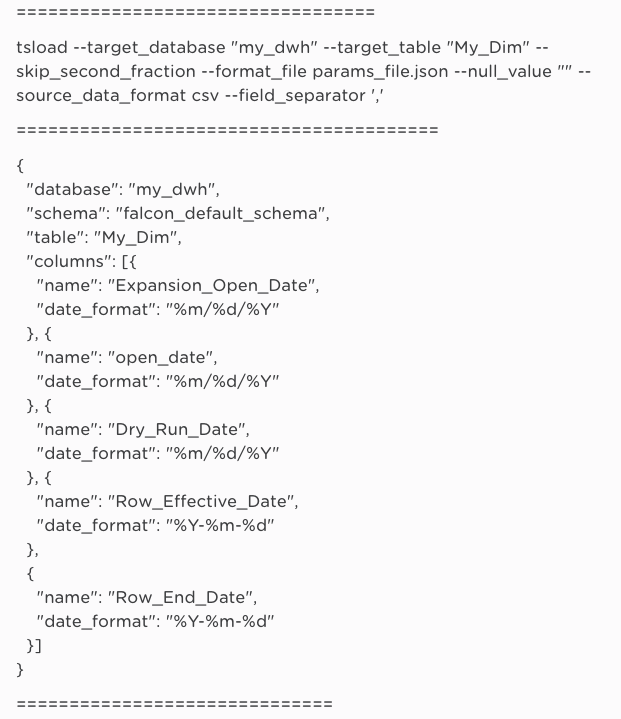 ==================================
tsload --target_database "my_dwh" --target_table "My_Dim" --
skip_second_fraction --format_file params_file.json --null_value "" --
source_data_format csv --field_separator ','
========================================
{
"database": "my_dwh",
"schema": "falcon_default_schema",
"table": "My_Dim",
"columns": [{
"name": "Expansion_Open_Date",
"date_format": "%m/%d/%Y"
}, {
"name": "open_date",
"date_format": "%m/%d/%Y"
}, {
"name": "Dry_Run_Date",
"date_format": "%m/%d/%Y"
}, {
"name": "Row_Effective_Date",
"date_format": "%Y-%m-%d"
},
{
"name": "Row_End_Date",
"date_format": "%Y-%m-%d"
}]
}
==============================